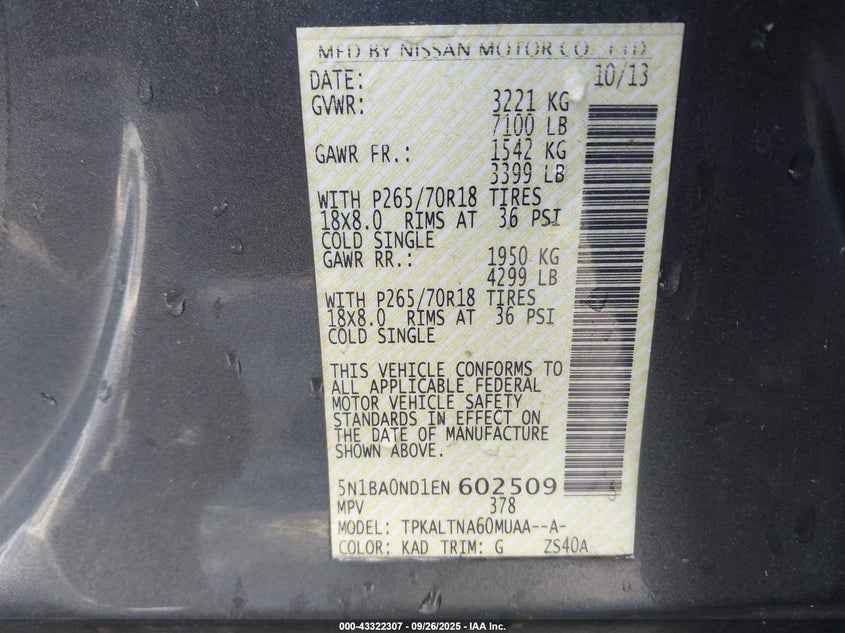 MFD BY NISSAN MOTOR CO., LTD.
DATE: 10/13
GVWR: 3221 KG
7100 LB
GAWR FR.: 1542 KG
3399 LB
WITH P265/70R18 TIRES
18X8.0 RIMS AT 36 PSI
COLD SINGLE
GAWR RR.: 1950 KG
4299 LB
WITH P265/70R18 TIRES
18X8.0 RIMS AT 36 PSI
COLD SINGLE
THIS VEHICLE CONFORMS TO
ALL APPLICABLE FEDERAL
MOTOR VEHICLE SAFETY
STANDARDS IN EFFECT ON
THE DATE OF MANUFACTURE
SHOWN ABOVE.
5N1BA0ND1EN 602509
MPV 378
MODEL: TPKALTNA60MUAA--A-
COLOR: KAD TRIM: G ZS40A
000-43322307 - 09/26/2025 - IAA Inc.